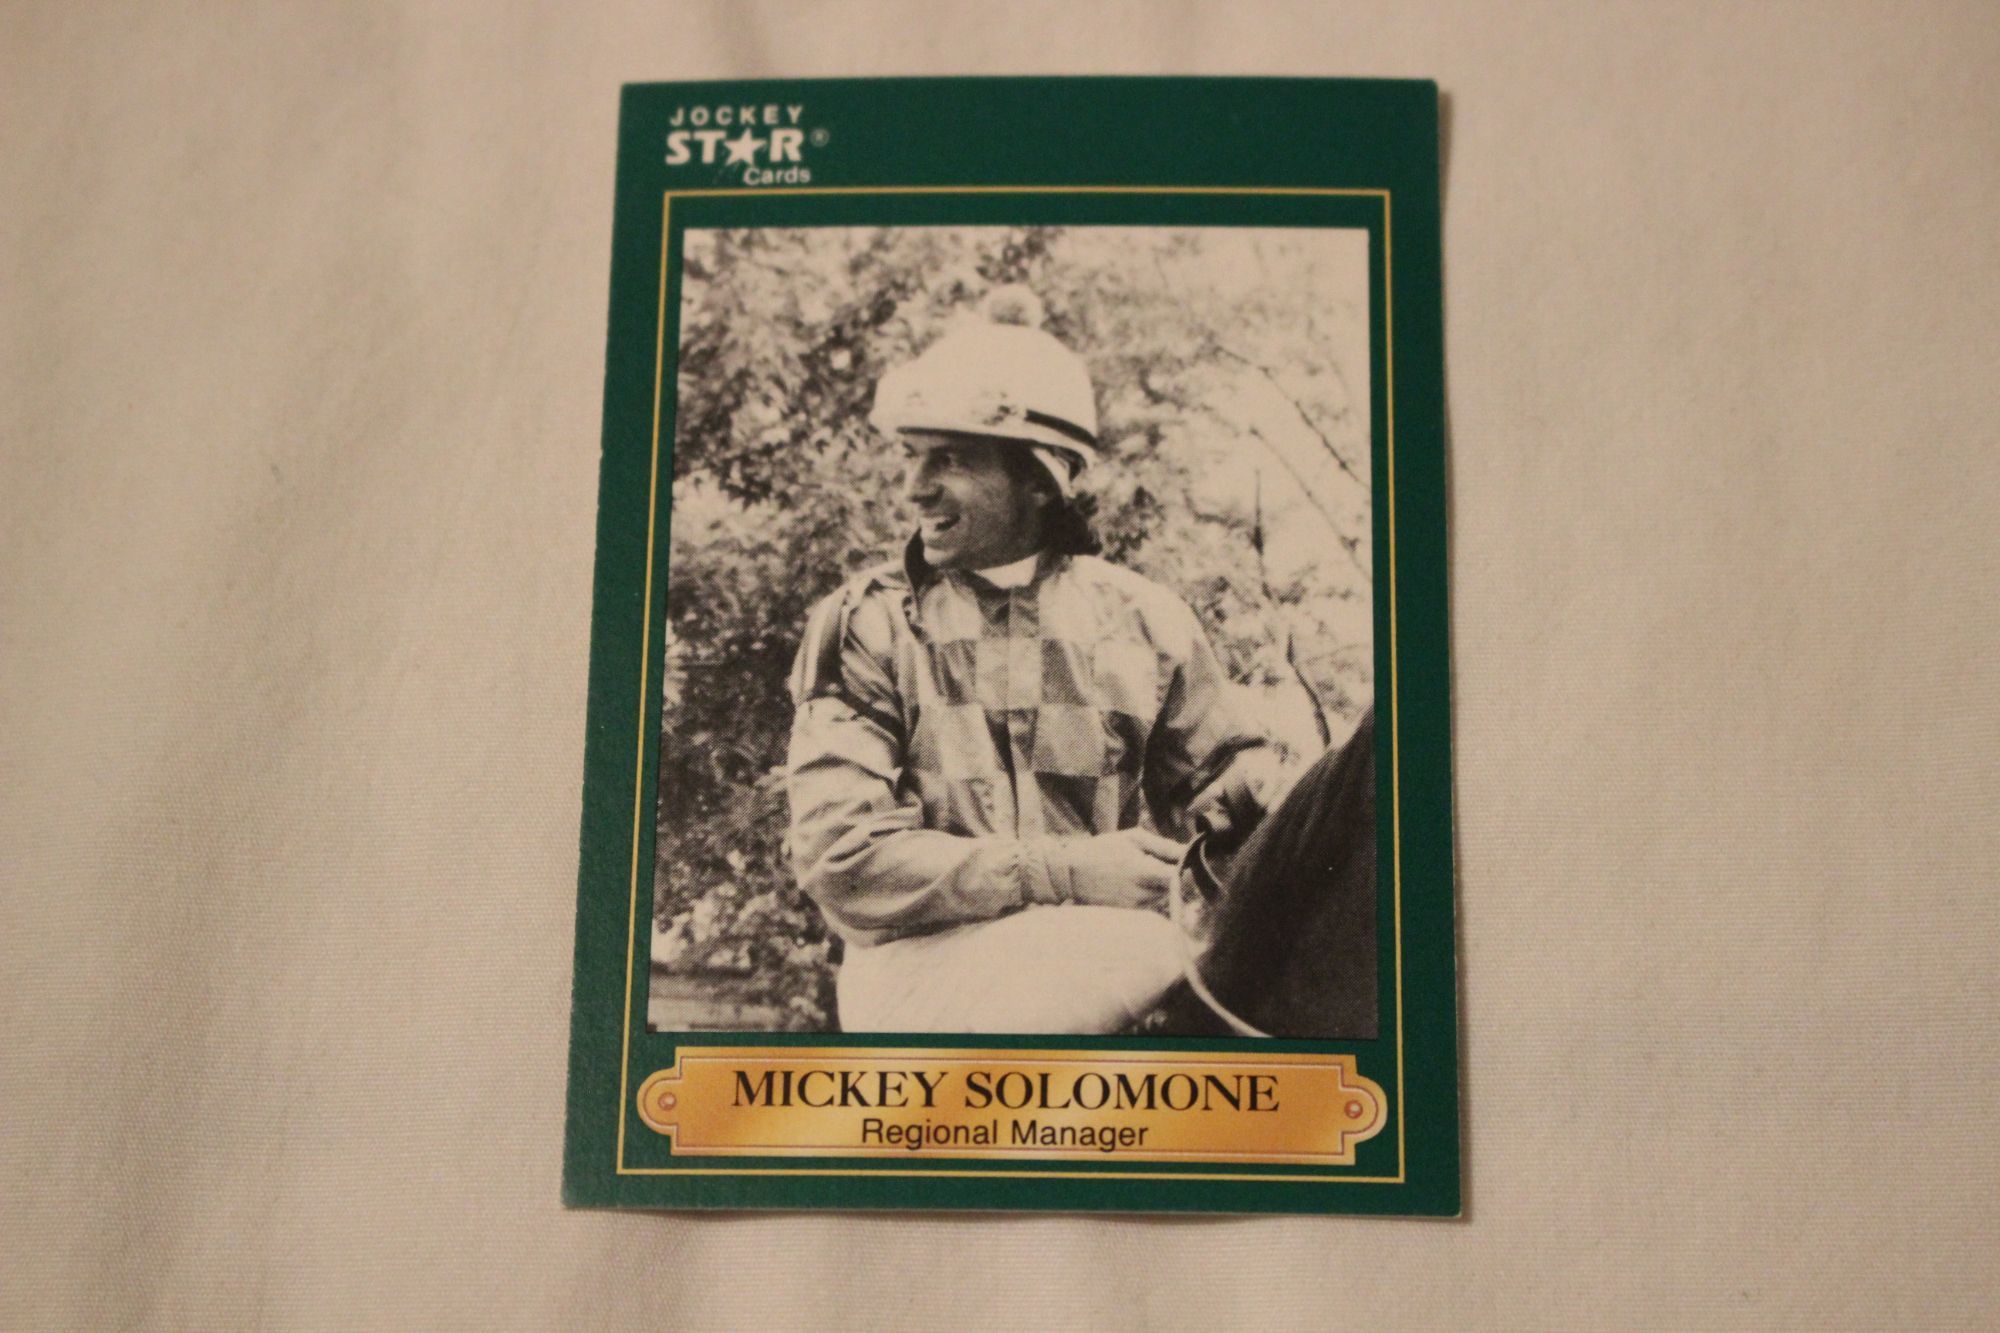 JOCKEY
STAR®
Cards
MICKEY SOLOMONE
Regional Manager